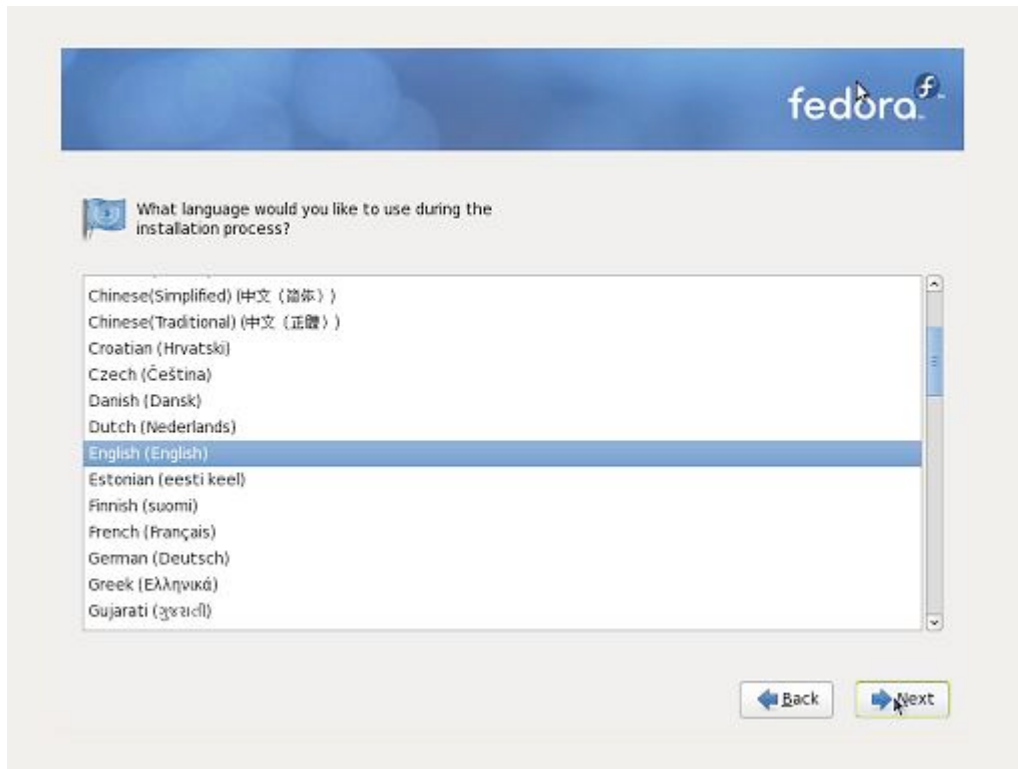 fedora
What language would you like to use during the
installation process?
Chinese(Simplified) (中文（简体）)
Chinese(Traditional) (中文（正體）)
Croatian (Hrvatski)
Czech (Čeština)
Danish (Dansk)
Dutch (Nederlands)
English (English)
Estonian (eesti keel)
Finnish (suomi)
French (Français)
German (Deutsch)
Greek (Ελληνικά)
Gujarati (ગુજરાતી)
Back
Next